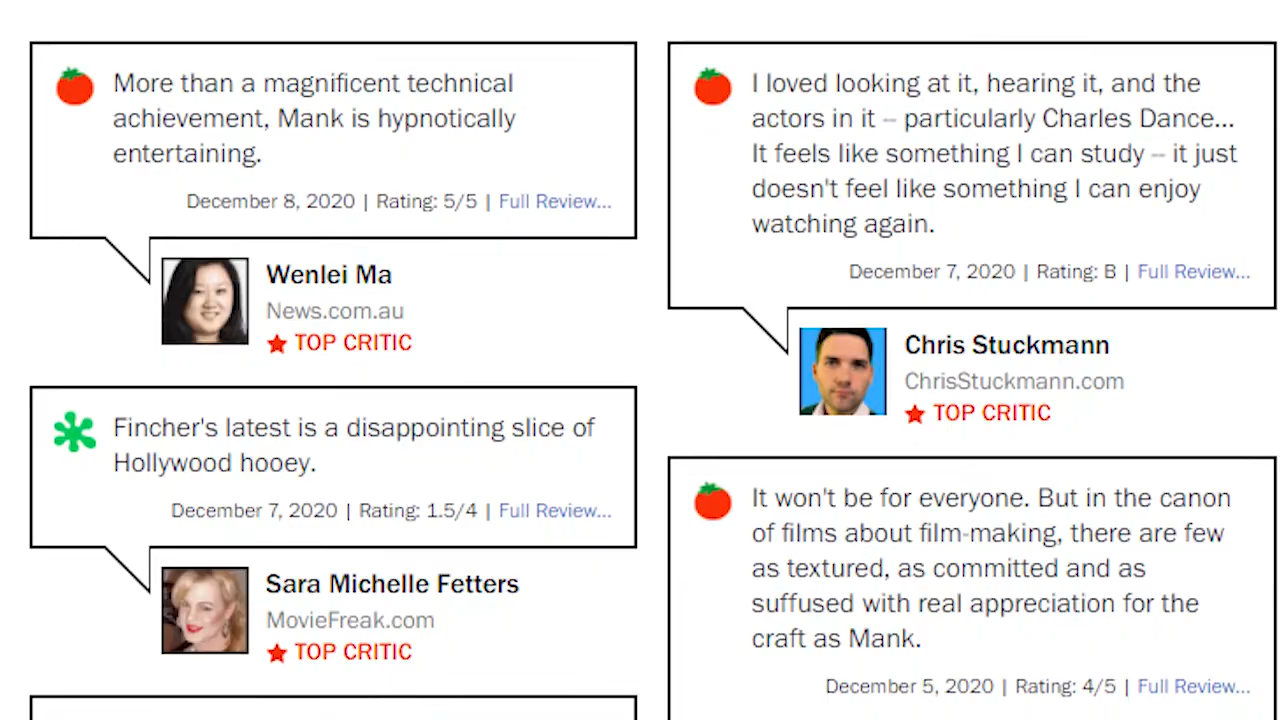 More than a magnificent technical
achievement, Mank is hypnotically
entertaining.
December 8, 2020 | Rating: 5/5 | Full Review...
Wenlei Ma
News.com.au
TOP CRITIC
Fincher's latest is a disappointing slice of
Hollywood hooey.
December 7, 2020 | Rating: 1.5/4 | Full Review...
Sara Michelle Fetters
MovieFreak.com
TOP CRITIC
I loved looking at it, hearing it, and the
actors in it -- particularly Charles Dance...
It feels like something I can study -- it just
doesn't feel like something I can enjoy
watching again.
December 7, 2020 | Rating: B | Full Review...
Chris Stuckmann
ChrisStuckmann.com
TOP CRITIC
It won't be for everyone. But in the canon
of films about film-making, there are few
as textured, as committed and as
suffused with real appreciation for the
craft as Mank.
December 5, 2020 | Rating: 4/5 | Full Review...